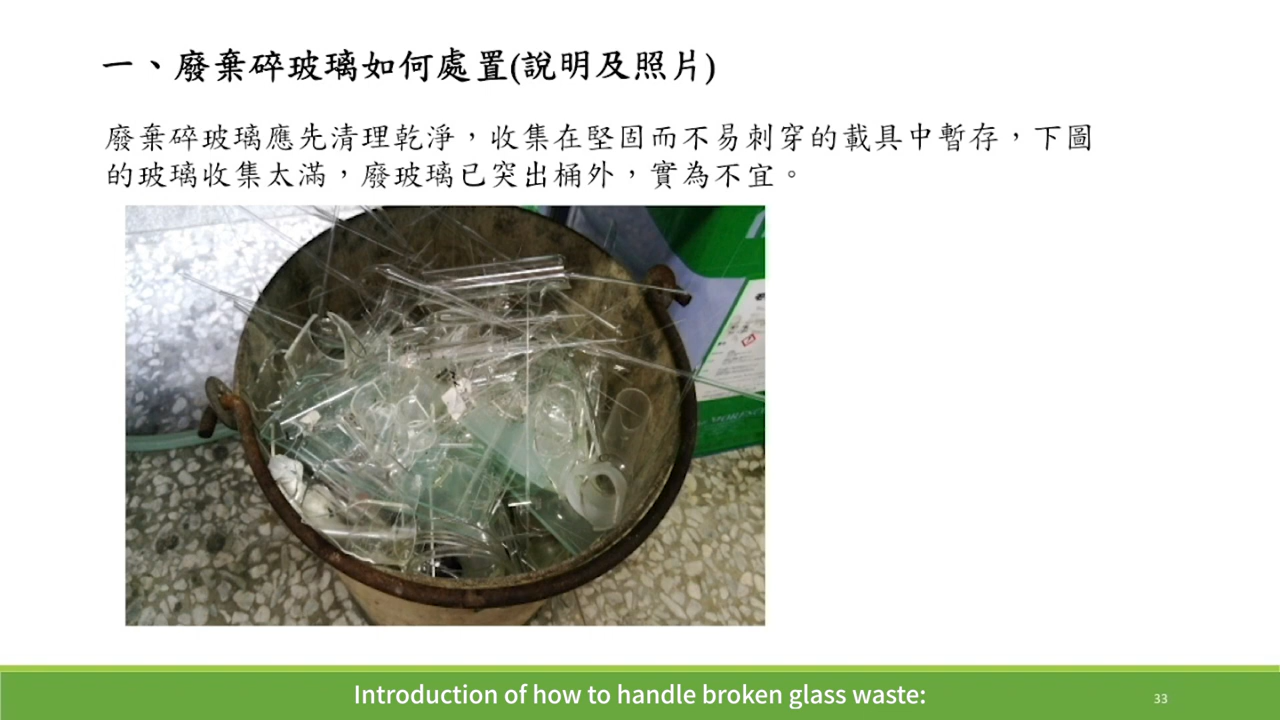 一、廢棄碎玻璃如何處置(說明及照片)
廢棄碎玻璃應先清理乾淨，收集在堅固而不易刺穿的載具中暫存，下圖
的玻璃收集太滿，廢玻璃已突出桶外，實為不宜。
Introduction of how to handle broken glass waste:
33